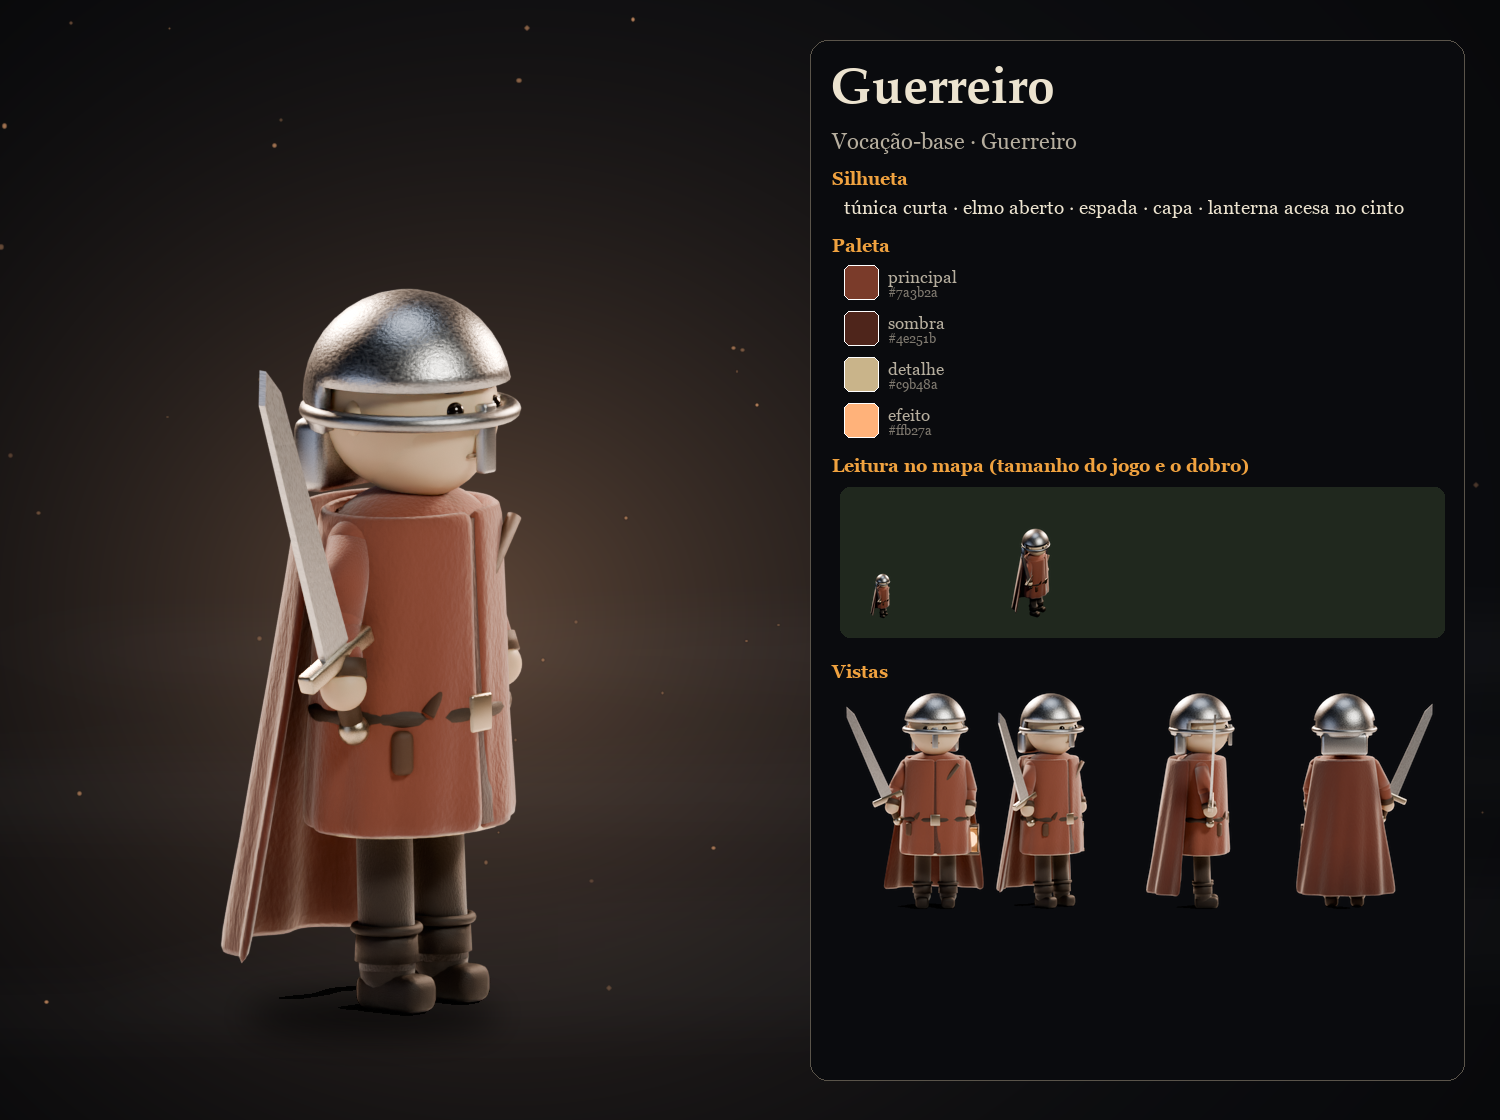 Guerreiro
Vocação-base · Guerreiro
Silhueta
túnica curta · elmo aberto · espada · capa · lanterna acesa no cinto
Paleta
principal
#7a3b2a
sombra
#4e251b
detalhe
#c9b48a
efeito
#ffb27a
Leitura no mapa (tamanho do jogo e o dobro)
Vistas